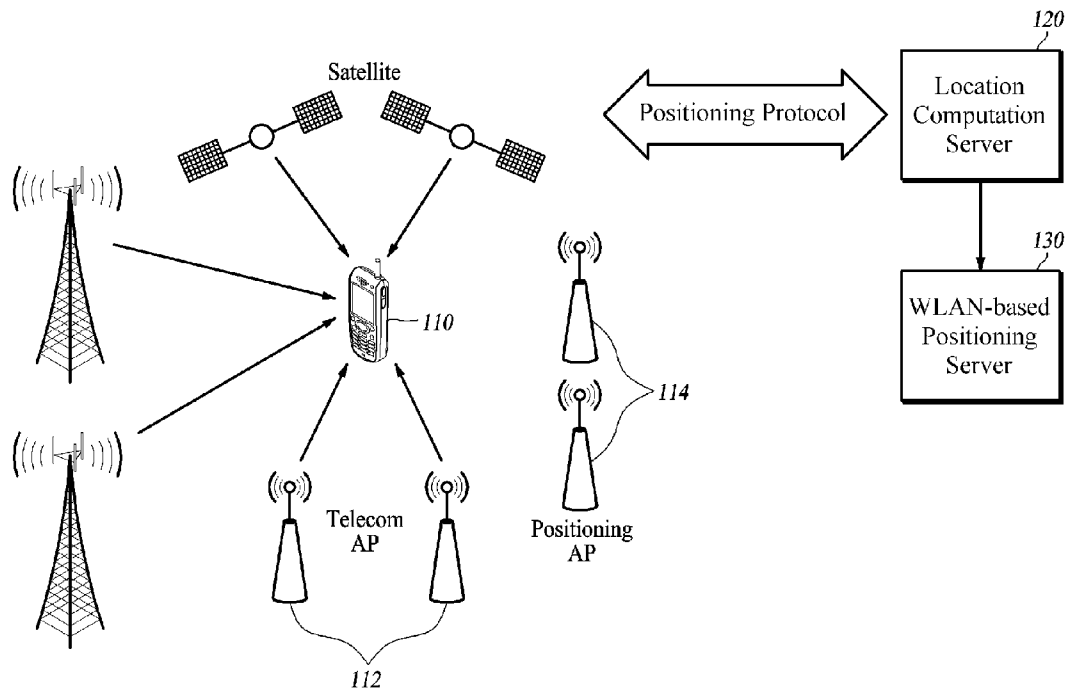 120
Satellite
Positioning Protocol
Location
Computation
Server
130
110
WLAN-based
Positioning
Server
114
Telecom
AP
Positioning
AP
112